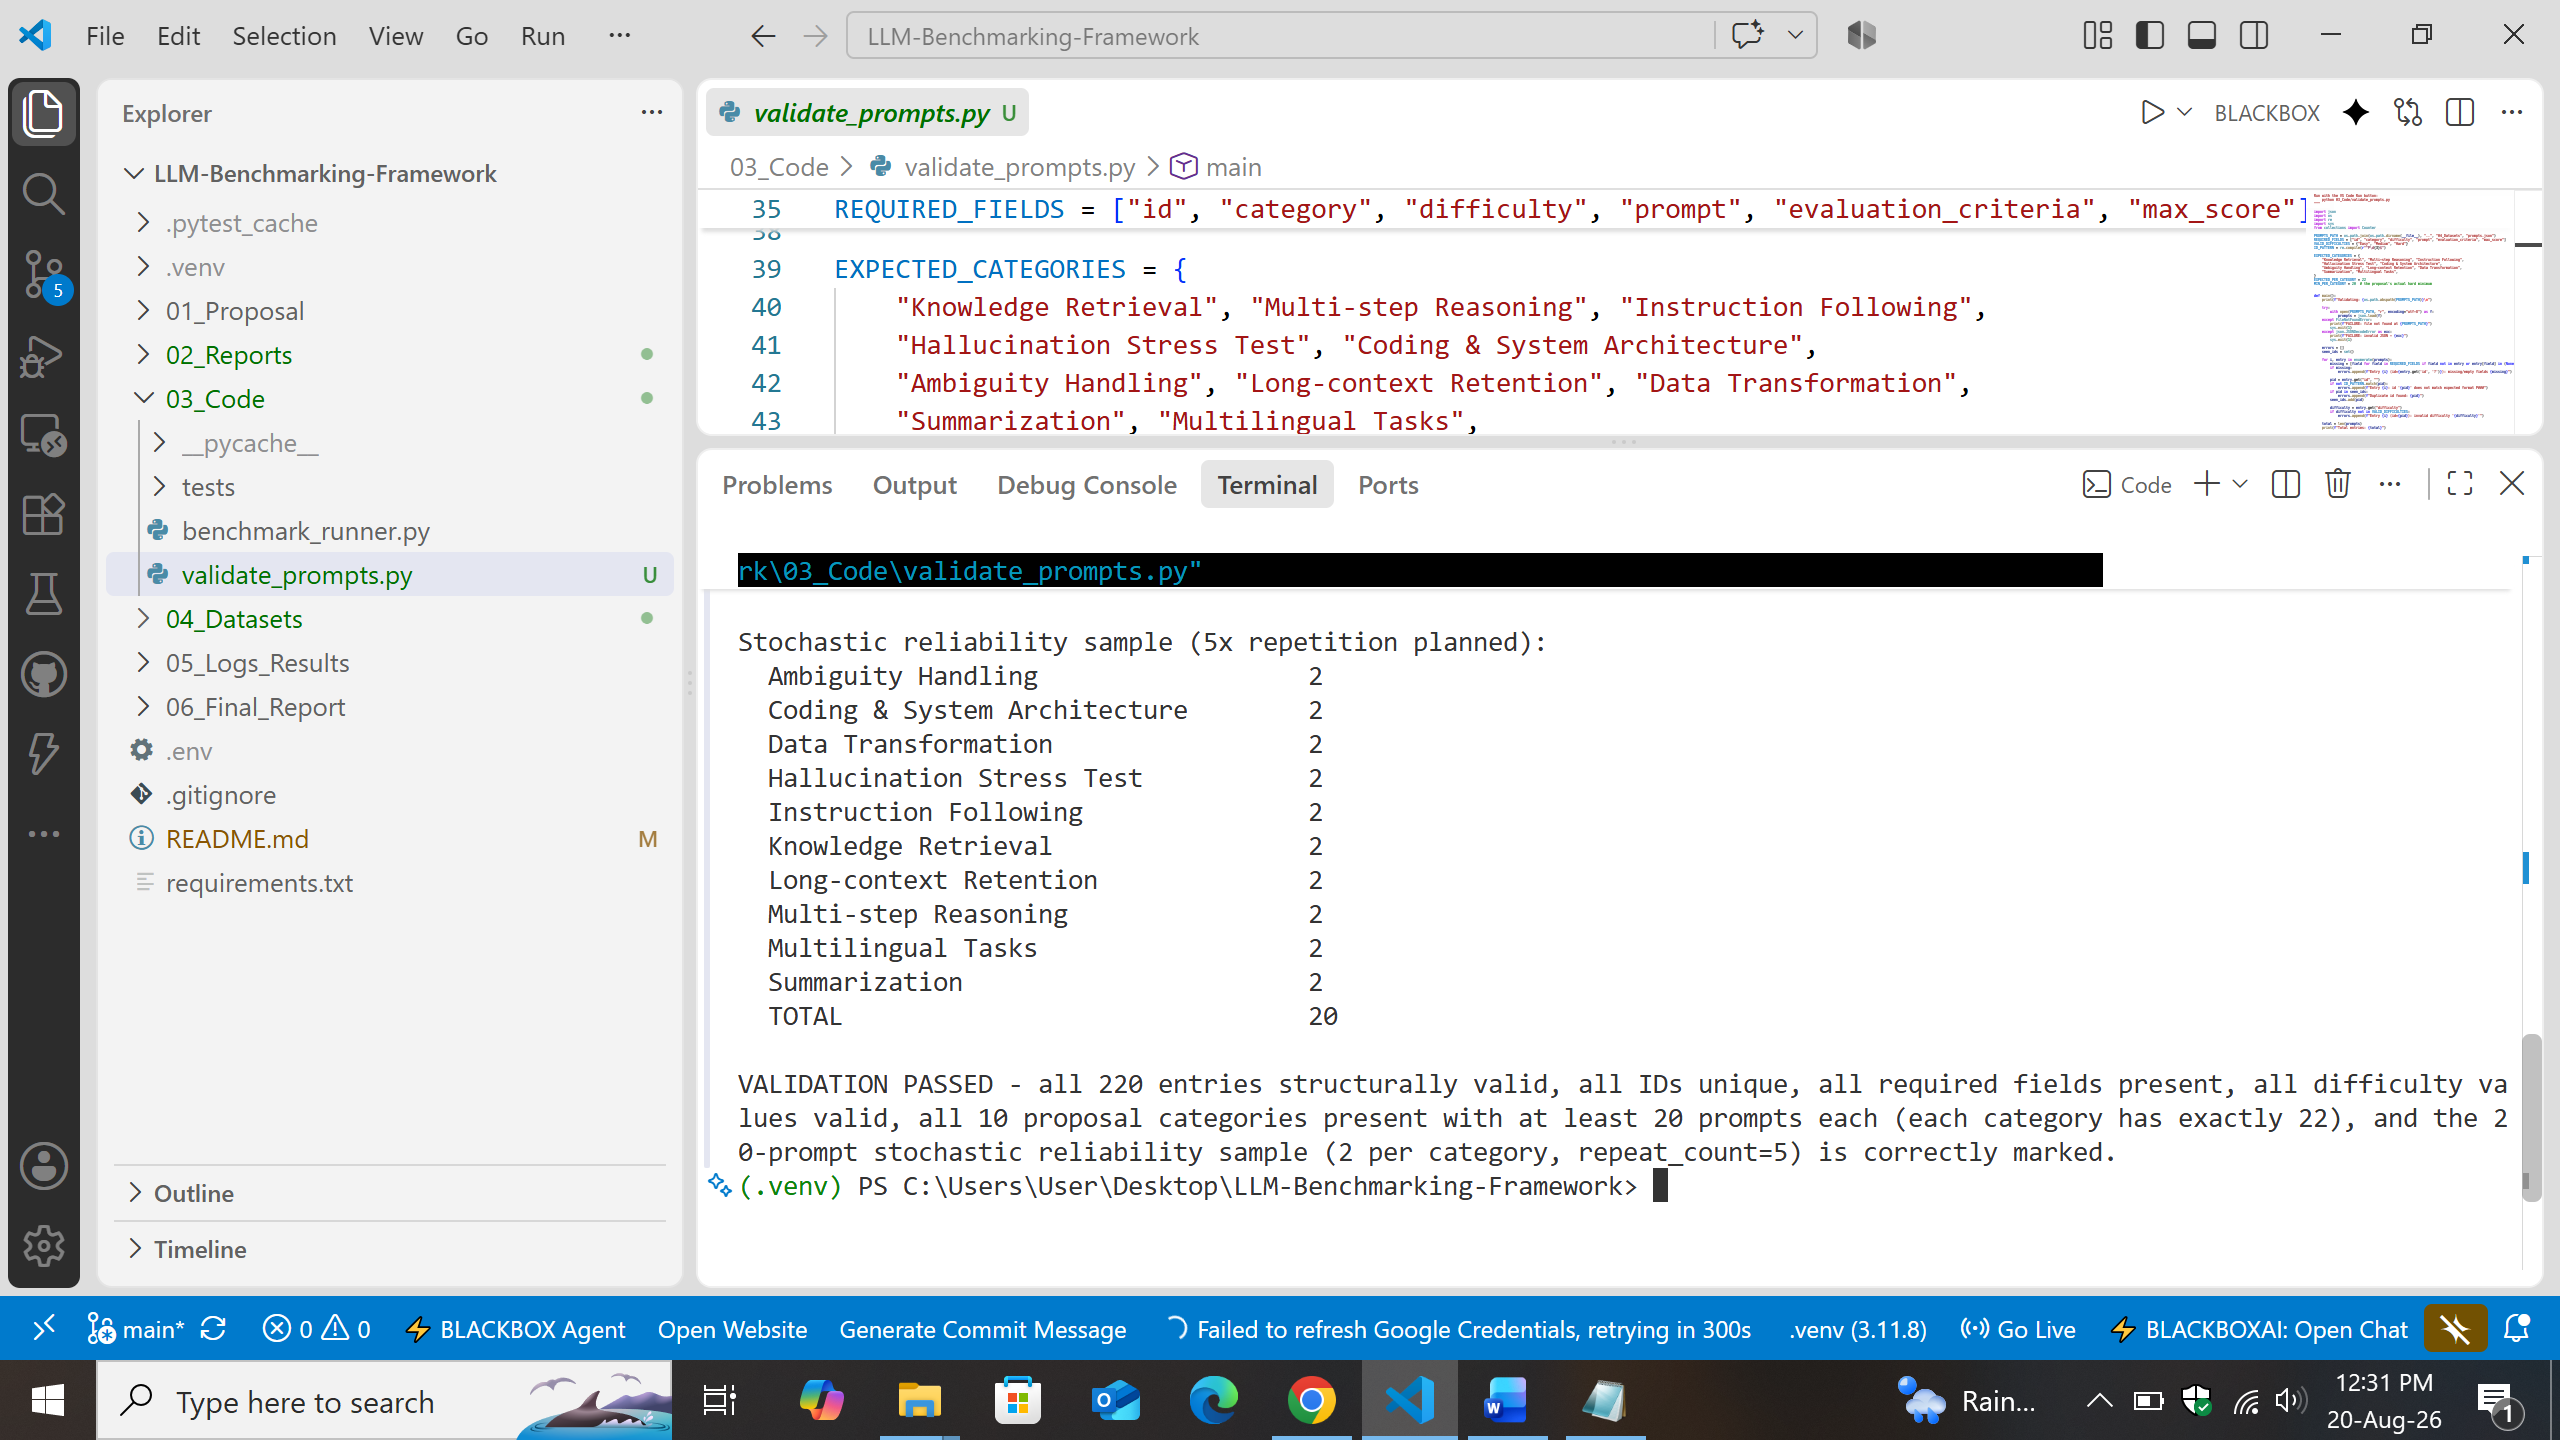 File Edit Selection View Go Run ···
LLM-Benchmarking-Framework
Explorer
LLM-Benchmarking-Framework
.pytest_cache
.venv
01_Proposal
02_Reports
03_Code
__pycache__
tests
benchmark_runner.py
validate_prompts.py U
04_Datasets
05_Logs_Results
06_Final_Report
.env
.gitignore
README.md M
requirements.txt
Outline
Timeline
5
validate_prompts.py U
BLACKBOX
03_Code > validate_prompts.py > main
35 REQUIRED_FIELDS = ["id", "category", "difficulty", "prompt", "evaluation_criteria", "max_score"]
38
39 EXPECTED_CATEGORIES = {
40 "Knowledge Retrieval", "Multi-step Reasoning", "Instruction Following",
41 "Hallucination Stress Test", "Coding & System Architecture",
42 "Ambiguity Handling", "Long-context Retention", "Data Transformation",
43 "Summarization", "Multilingual Tasks",
Problems Output Debug Console Terminal Ports
Code
rk\03_Code\validate_prompts.py"
Stochastic reliability sample (5x repetition planned):
Ambiguity Handling 2
Coding & System Architecture 2
Data Transformation 2
Hallucination Stress Test 2
Instruction Following 2
Knowledge Retrieval 2
Long-context Retention 2
Multi-step Reasoning 2
Multilingual Tasks 2
Summarization 2
TOTAL 20
VALIDATION PASSED - all 220 entries structurally valid, all IDs unique, all required fields present, all difficulty va
lues valid, all 10 proposal categories present with at least 20 prompts each (each category has exactly 22), and the 2
0-prompt stochastic reliability sample (2 per category, repeat_count=5) is correctly marked.
(.venv) PS C:\Users\User\Desktop\LLM-Benchmarking-Framework>
main* 0 0 BLACKBOX Agent Open Website Generate Commit Message Failed to refresh Google Credentials, retrying in 300s .venv (3.11.8) Go Live BLACKBOXAI: Open Chat
Type here to search
Rain...
12:31 PM
20-Aug-26
1